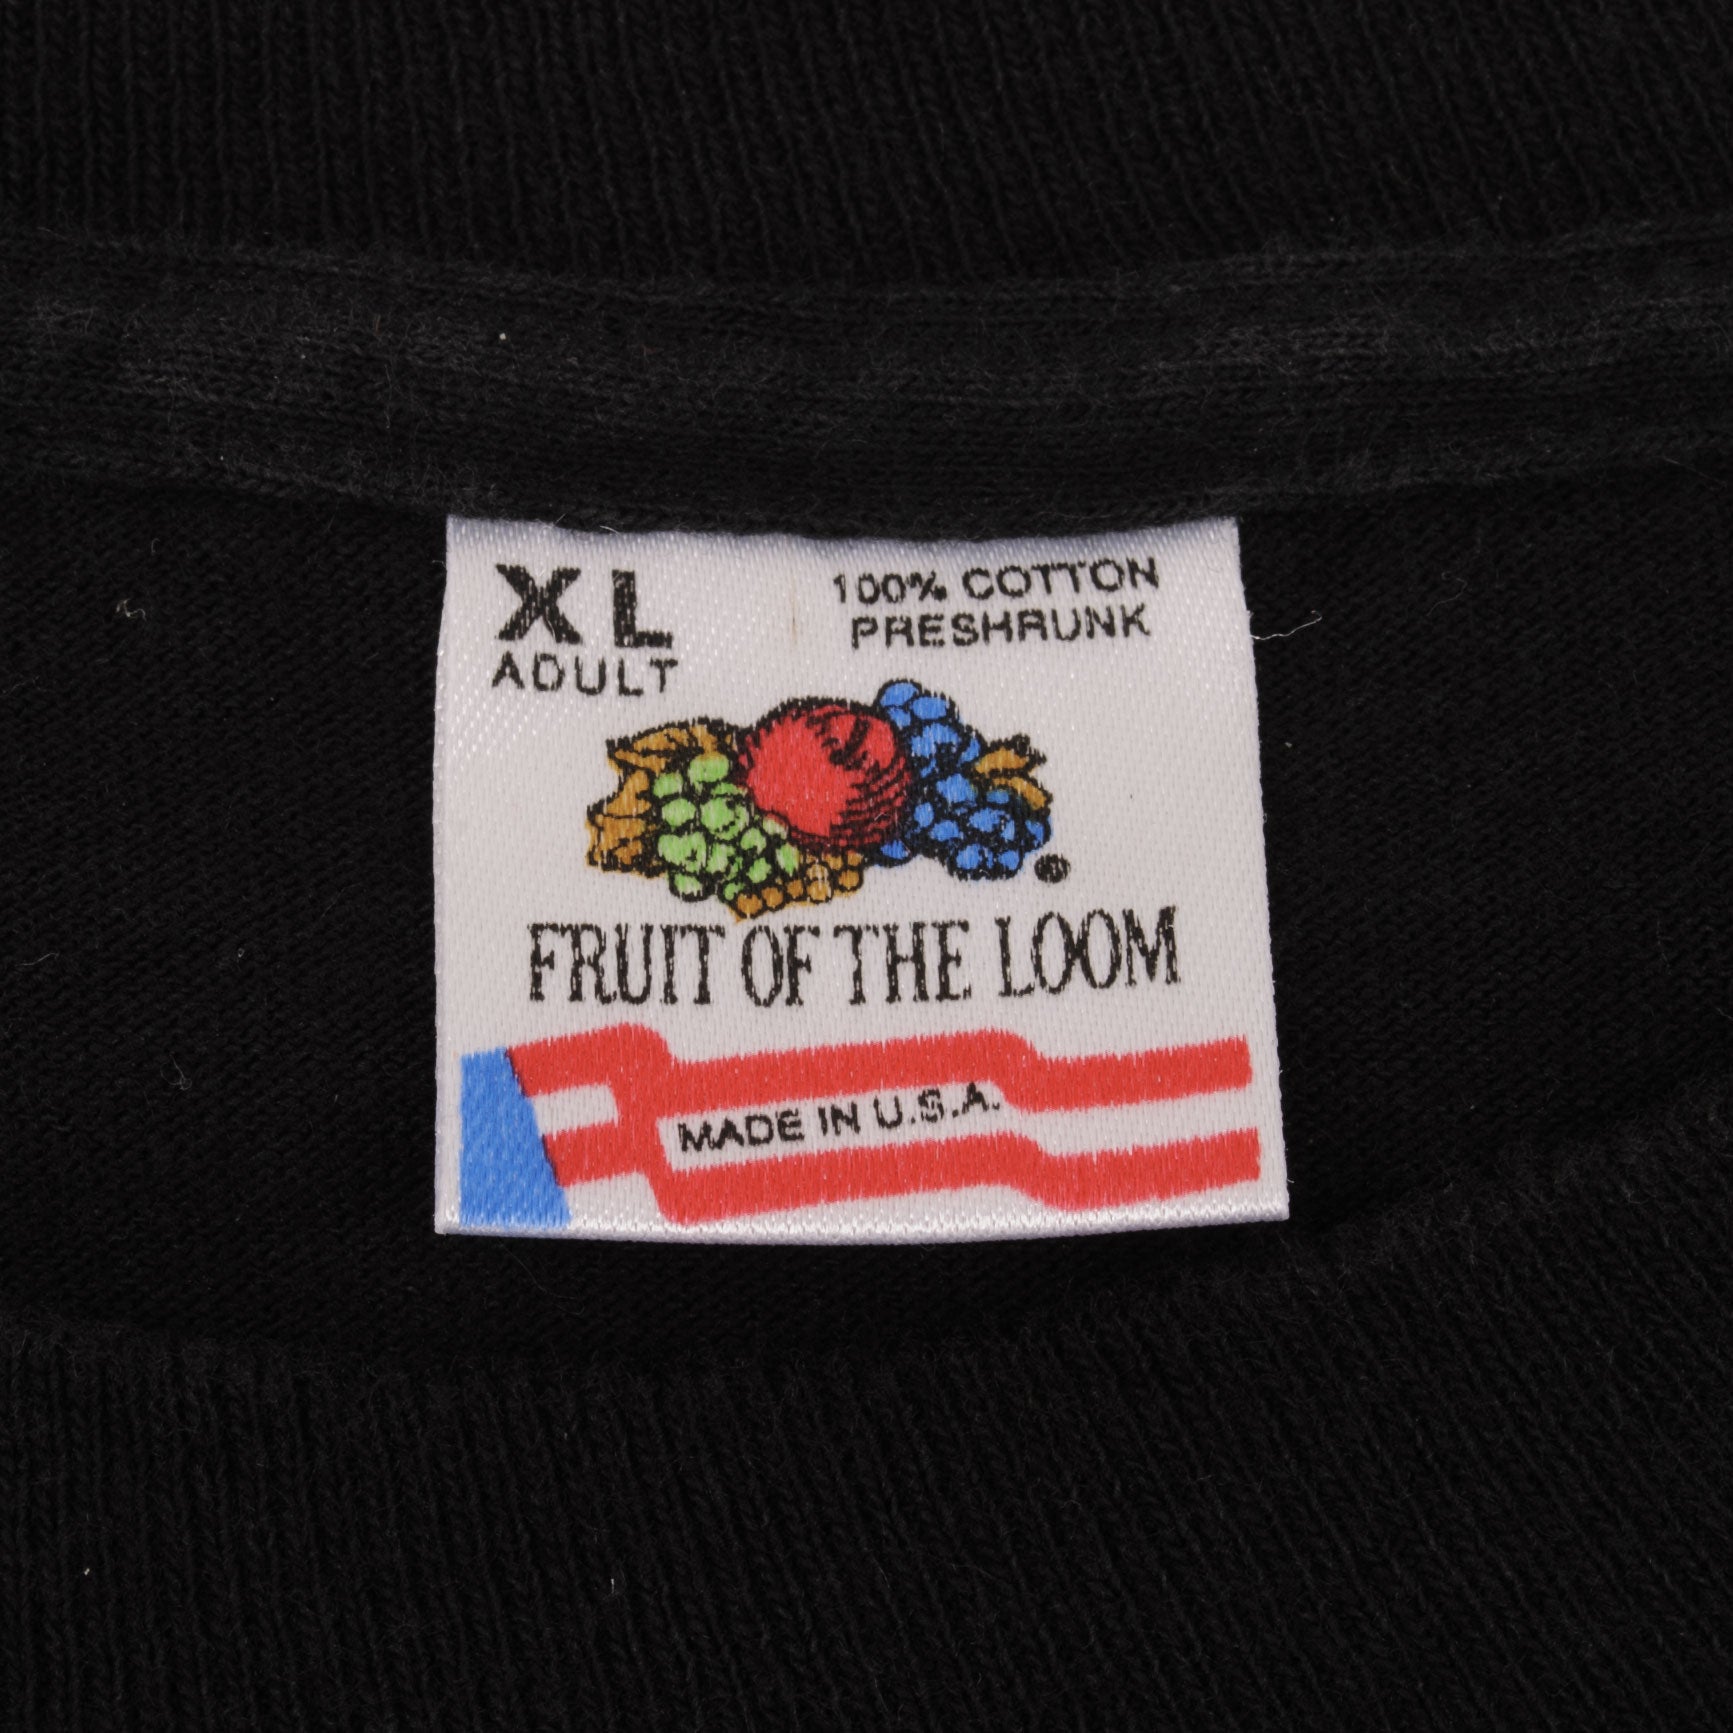 XL
ADULT
100% COTTON
PRESHRUNK
®
FRUIT OF THE LOOM
MADE IN U.S.A.